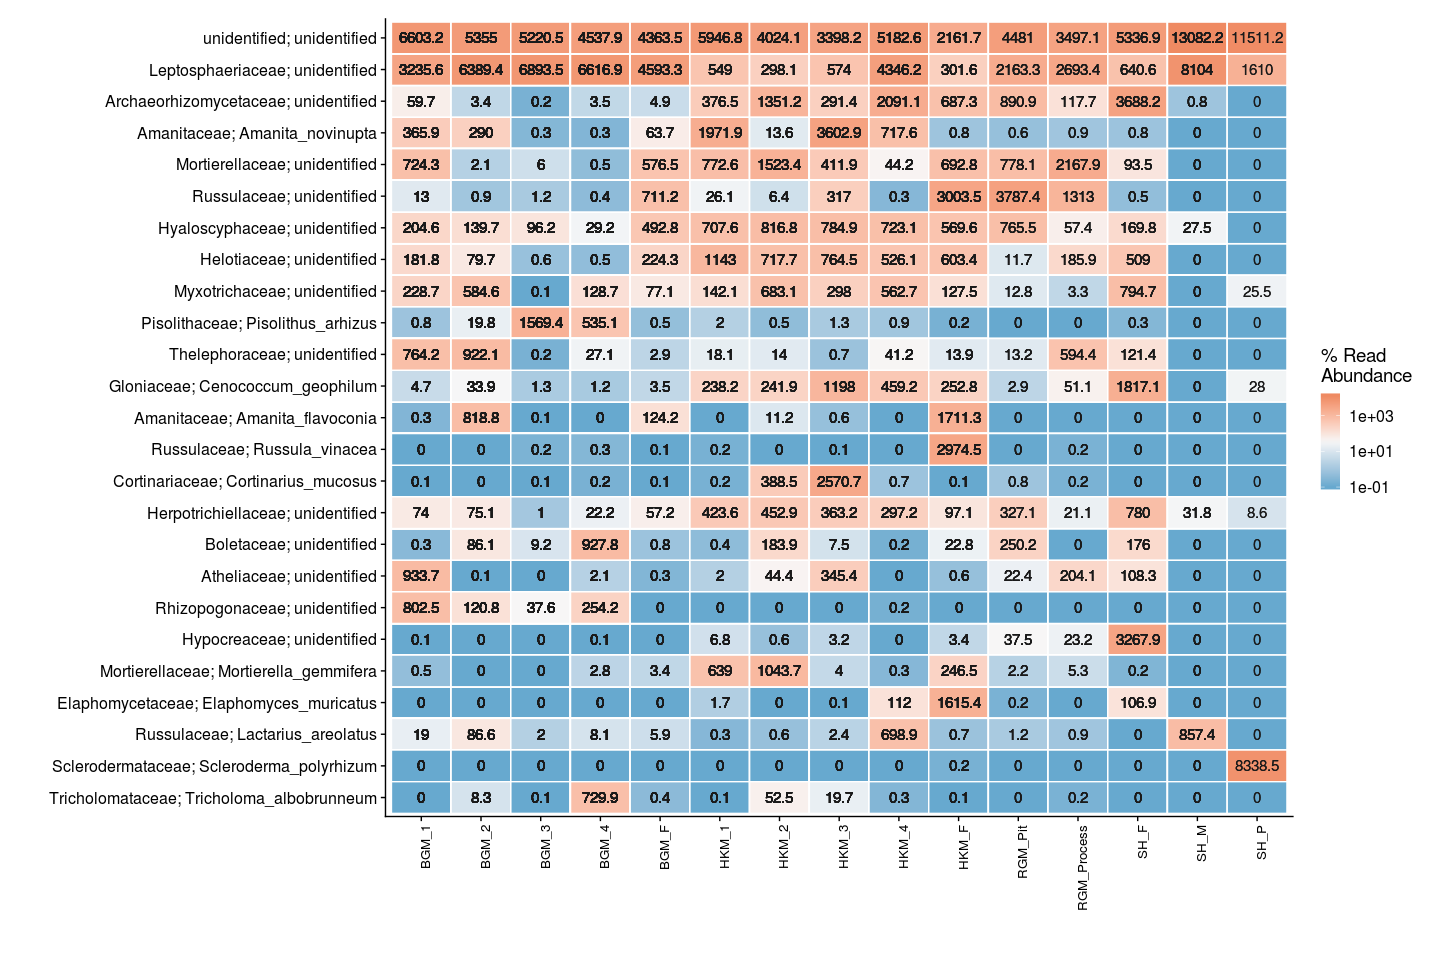 unidentified; unidentified 6603.2 5355 5220.5 4537.9 4363.5 5946.8 4024.1 3398.2 5182.6 2161.7 4481 3497.1 5336.9 13082.2 11511.2
Leptosphaeriaceae; unidentified 3235.6 6389.4 6893.5 6616.9 4593.3 549 298.1 574 4346.2 301.6 2163.3 2693.4 640.6 8104 1610
Archaeorhizomycetaceae; unidentified 59.7 3.4 0.2 3.5 4.9 376.5 1351.2 291.4 2091.1 687.3 890.9 117.7 3688.2 0.8 0
Amanitaceae; Amanita_novinupta 365.9 290 0.3 0.3 63.7 1971.9 13.6 3602.9 717.6 0.8 0.6 0.9 0.8 0 0
Mortierellaceae; unidentified 724.3 2.1 6 0.5 576.5 772.6 1523.4 411.9 44.2 692.8 778.1 2167.9 93.5 0 0
Russulaceae; unidentified 13 0.9 1.2 0.4 711.2 26.1 6.4 317 0.3 3003.5 3787.4 1313 0.5 0 0
Hyaloscyphaceae; unidentified 204.6 139.7 96.2 29.2 492.8 707.6 816.8 784.9 723.1 569.6 765.5 57.4 169.8 27.5 0
Helotiaceae; unidentified 181.8 79.7 0.6 0.5 224.3 1143 717.7 764.5 526.1 603.4 11.7 185.9 509 0 0
Myxotrichaceae; unidentified 228.7 584.6 0.1 128.7 77.1 142.1 683.1 298 562.7 127.5 12.8 3.3 794.7 0 25.5
Pisolithaceae; Pisolithus_arhizus 0.8 19.8 1569.4 535.1 0.5 2 0.5 1.3 0.9 0.2 0 0 0.3 0 0
Thelephoraceae; unidentified 764.2 922.1 0.2 27.1 2.9 18.1 14 0.7 41.2 13.9 13.2 594.4 121.4 0 0
Gloniaceae; Cenococcum_geophilum 4.7 33.9 1.3 1.2 3.5 238.2 241.9 1198 459.2 252.8 2.9 51.1 1817.1 0 28
Amanitaceae; Amanita_flavoconia 0.3 818.8 0.1 0 124.2 0 11.2 0.6 0 1711.3 0 0 0 0 0
Russulaceae; Russula_vinacea 0 0 0.2 0.3 0.1 0.2 0 0.1 0 2974.5 0 0.2 0 0 0
Cortinariaceae; Cortinarius_mucosus 0.1 0 0.1 0.2 0.1 0.2 388.5 2570.7 0.7 0.1 0.8 0.2 0 0 0
Herpotrichiellaceae; unidentified 74 75.1 1 22.2 57.2 423.6 452.9 363.2 297.2 97.1 327.1 21.1 780 31.8 8.6
Boletaceae; unidentified 0.3 86.1 9.2 927.8 0.8 0.4 183.9 7.5 0.2 22.8 250.2 0 176 0 0
Atheliaceae; unidentified 933.7 0.1 0 2.1 0.3 2 44.4 345.4 0 0.6 22.4 204.1 108.3 0 0
Rhizopogonaceae; unidentified 802.5 120.8 37.6 254.2 0 0 0 0 0.2 0 0 0 0 0 0
Hypocreaceae; unidentified 0.1 0 0 0.1 0 6.8 0.6 3.2 0 3.4 37.5 23.2 3267.9 0 0
Mortierellaceae; Mortierella_gemmifera 0.5 0 0 2.8 3.4 639 1043.7 4 0.3 246.5 2.2 5.3 0.2 0 0
Elaphomycetaceae; Elaphomyces_muricatus 0 0 0 0 0 1.7 0 0.1 112 1615.4 0.2 0 106.9 0 0
Russulaceae; Lactarius_areolatus 19 86.6 2 8.1 5.9 0.3 0.6 2.4 698.9 0.7 1.2 0.9 0 857.4 0
Sclerodermataceae; Scleroderma_polyrhizum 0 0 0 0 0 0 0 0 0 0.2 0 0 0 0 8338.5
Tricholomataceae; Tricholoma_albobrunneum 0 8.3 0.1 729.9 0.4 0.1 52.5 19.7 0.3 0.1 0 0.2 0 0 0
BGM_1 BGM_2 BGM_3 BGM_4 BGM_F HKM_1 HKM_2 HKM_3 HKM_4 HKM_F RGM_Pit RGM_Process SH_F SH_M SH_P
% Read
Abundance
1e+03
1e+01
1e-01